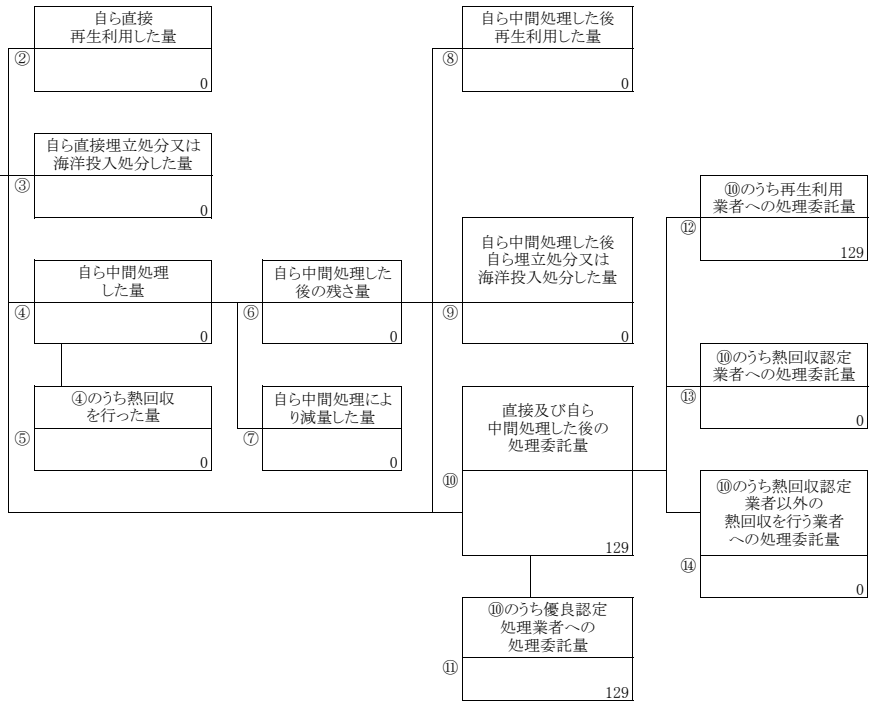 自ら直接
再生利用した量
②
0
自ら直接埋立処分又は
海洋投入処分した量
③
0
自ら中間処理
した量
④
0
④のうち熱回収
を行った量
⑤
0
自ら中間処理した
後の残さ量
⑥
0
自ら中間処理によ
り減量した量
⑦
0
自ら中間処理した後
再生利用した量
⑧
0
自ら中間処理した後
自ら埋立処分又は
海洋投入処分した量
⑨
0
直接及び自ら
中間処理した後の
処理委託量
⑩
129
⑩のうち優良認定
処理業者への
処理委託量
⑪
129
⑩のうち再生利用
業者への処理委託量
⑫
129
⑩のうち熱回収認定
業者への処理委託量
⑬
0
⑩のうち熱回収認定
業者以外の
熱回収を行う業者
への処理委託量
⑭
0